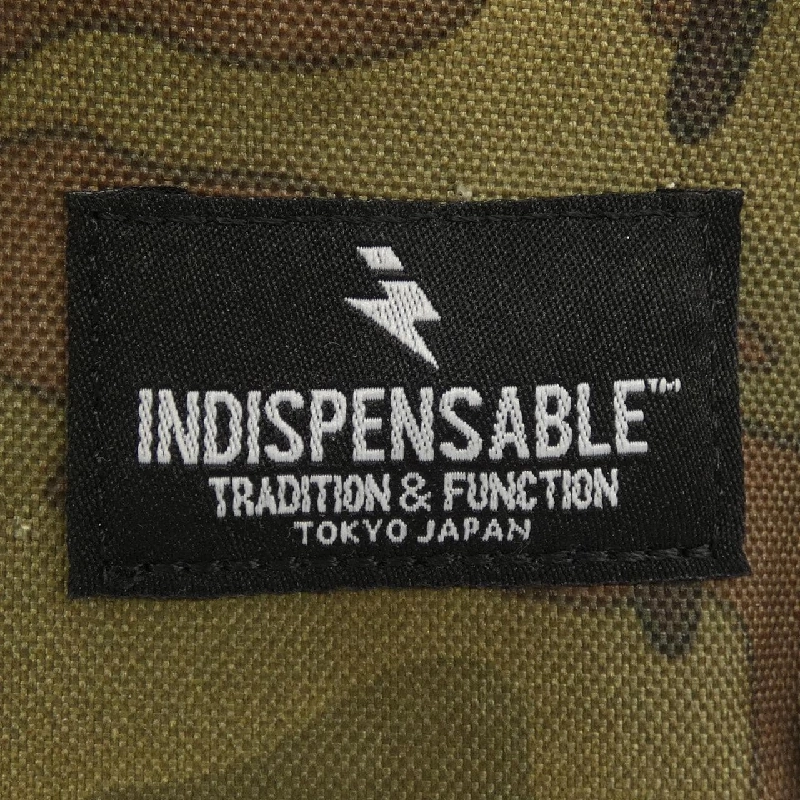 INDISPENSABLE™
TRADITION & FUNCTION
TOKYO JAPAN